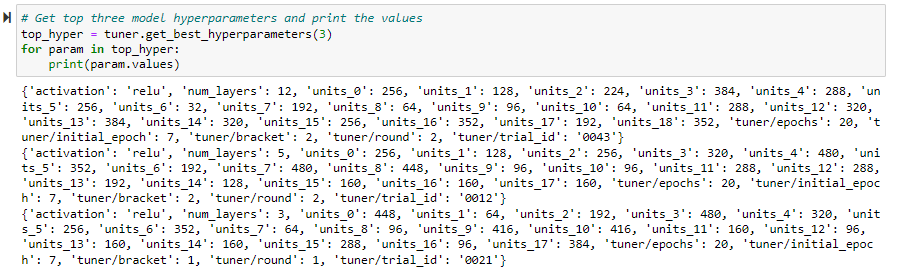 # Get top three model hyperparameters and print the values
top_hyper = tuner.get_best_hyperparameters(3)
for param in top_hyper:
    print(param.values)
{'activation': 'relu', 'num_layers': 12, 'units_0': 256, 'units_1': 128, 'units_2': 224, 'units_3': 384, 'units_4': 288, 'un
its_5': 256, 'units_6': 32, 'units_7': 192, 'units_8': 64, 'units_9': 96, 'units_10': 64, 'units_11': 288, 'units_12': 320,
'units_13': 384, 'units_14': 320, 'units_15': 256, 'units_16': 352, 'units_17': 192, 'units_18': 352, 'tuner/epochs': 20, 't
uner/initial_epoch': 7, 'tuner/bracket': 2, 'tuner/round': 2, 'tuner/trial_id': '0043'}
{'activation': 'relu', 'num_layers': 5, 'units_0': 256, 'units_1': 128, 'units_2': 256, 'units_3': 320, 'units_4': 480, 'uni
ts_5': 352, 'units_6': 192, 'units_7': 480, 'units_8': 448, 'units_9': 96, 'units_10': 96, 'units_11': 288, 'units_12': 288,
'units_13': 192, 'units_14': 128, 'units_15': 160, 'units_16': 160, 'units_17': 160, 'tuner/epochs': 20, 'tuner/initial_epoc
h': 7, 'tuner/bracket': 2, 'tuner/round': 2, 'tuner/trial_id': '0012'}
{'activation': 'relu', 'num_layers': 3, 'units_0': 448, 'units_1': 64, 'units_2': 192, 'units_3': 480, 'units_4': 320, 'unit
s_5': 256, 'units_6': 352, 'units_7': 64, 'units_8': 96, 'units_9': 416, 'units_10': 416, 'units_11': 160, 'units_12': 96,
'units_13': 160, 'units_14': 160, 'units_15': 288, 'units_16': 96, 'units_17': 384, 'tuner/epochs': 20, 'tuner/initial_epoc
h': 7, 'tuner/bracket': 1, 'tuner/round': 1, 'tuner/trial_id': '0021'}